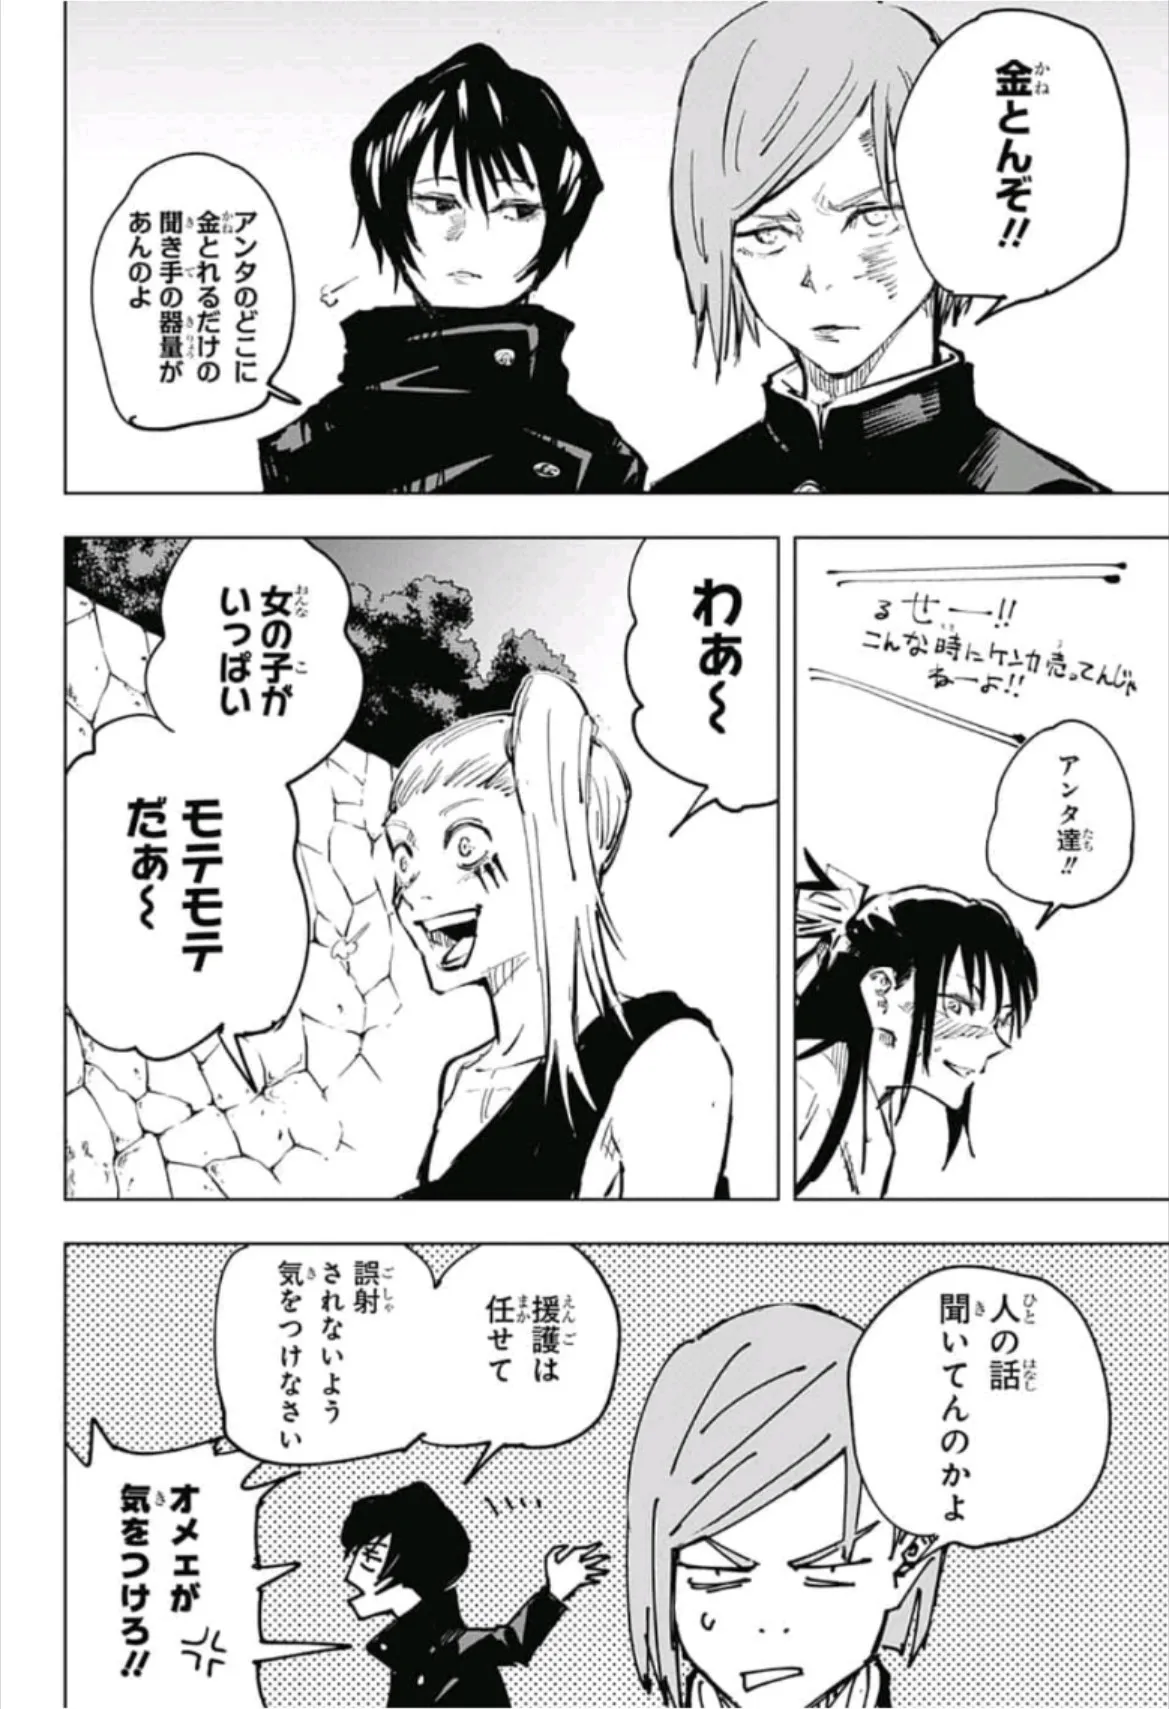 金とんぞ!!
アンタのどこに
金とれるだけの
聞き手の器量が
あんのよ
るせー!!
こんな時にケンカ売ってんじゃ
ねーよ!!
アンタ達!!
わぁ〜
女の子が
いっぱい
モテモテ
だぁ〜
人の話
聞いてんのかよ
援護は
任せて
誤射
されないよう
気をつけなさい
オメェが
気をつけろ!!